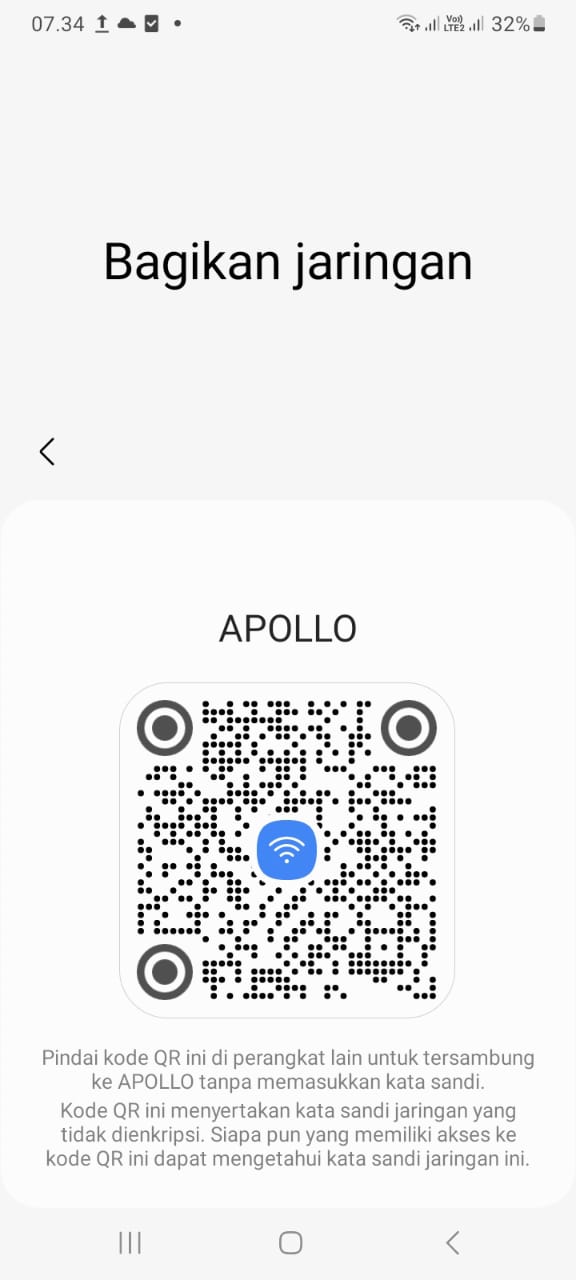 07.34
Vo)) LTE2 32%
Bagikan jaringan
APOLLO
Pindai kode QR ini di perangkat lain untuk tersambung
ke APOLLO tanpa memasukkan kata sandi.
Kode QR ini menyertakan kata sandi jaringan yang
tidak dienkripsi. Siapa pun yang memiliki akses ke
kode QR ini dapat mengetahui kata sandi jaringan ini.